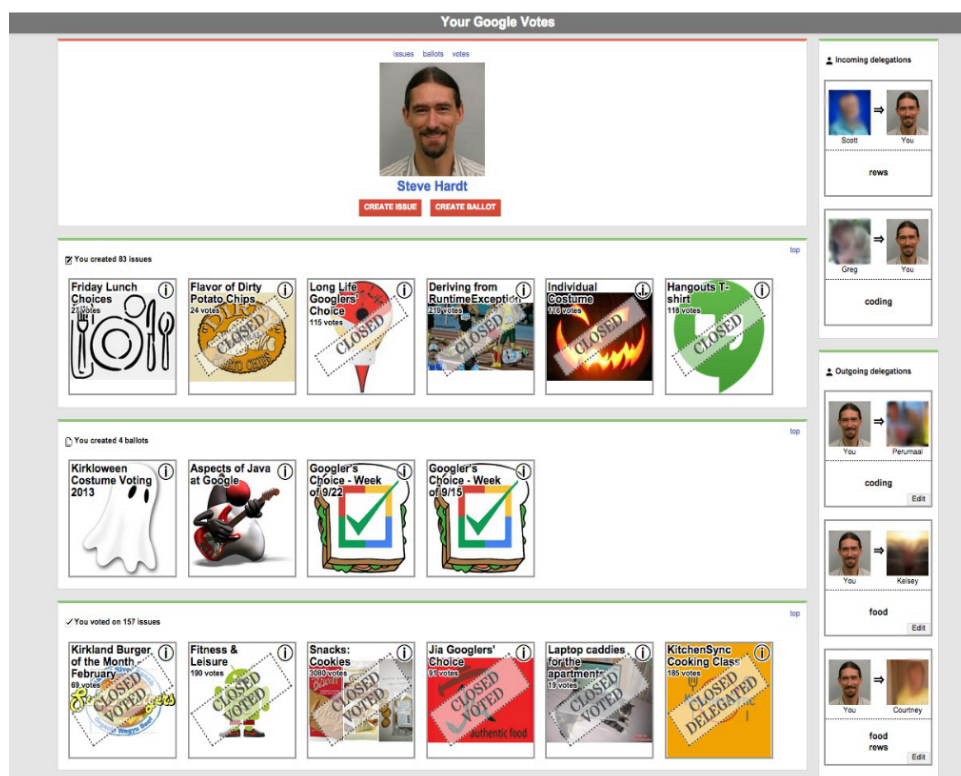 Your Google Votes
issues ballots votes
Steve Hardt
CREATE ISSUE CREATE BALLOT
top
You created 83 issues
Friday Lunch
Choices
21 votes
Flavor of Dirty
Potato Chips
24 votes
CLOSED
Long Life
Googlers'
Choice
115 votes
CLOSED
Deriving from
RuntimeException
CLOSED
Individual
Costume
CLOSED
Hangouts T-
shirt
118 votes
CLOSED
top
You created 4 ballots
Kirkloween
Costume Voting
2013
Aspects of Java
at Google
Googler's
Choice - Week
of 9/22
Googler's
Choice - Week
of 9/15
top
You voted on 157 issues
Kirkland Burger
of the Month -
February
69 votes
CLOSED
VOTED
Fitness &
Leisure
190 votes
CLOSED
VOTED
Snacks:
Cookies
3080 votes
CLOSED
VOTED
Jia Googlers'
Choice
91 votes
CLOSED
VOTED
authentic food
Laptop caddies
for the
apartments
19 votes
CLOSED
VOTED
KitchenSync
Cooking Class
185 votes
CLOSED
DELEGATED
Incoming delegations
⇒
Scott You
rews
⇒
Greg You
coding
Outgoing delegations
⇒
You Perumaal
coding
Edit
⇒
You Kelsey
food
Edit
⇒
You Courtney
food
rews
Edit